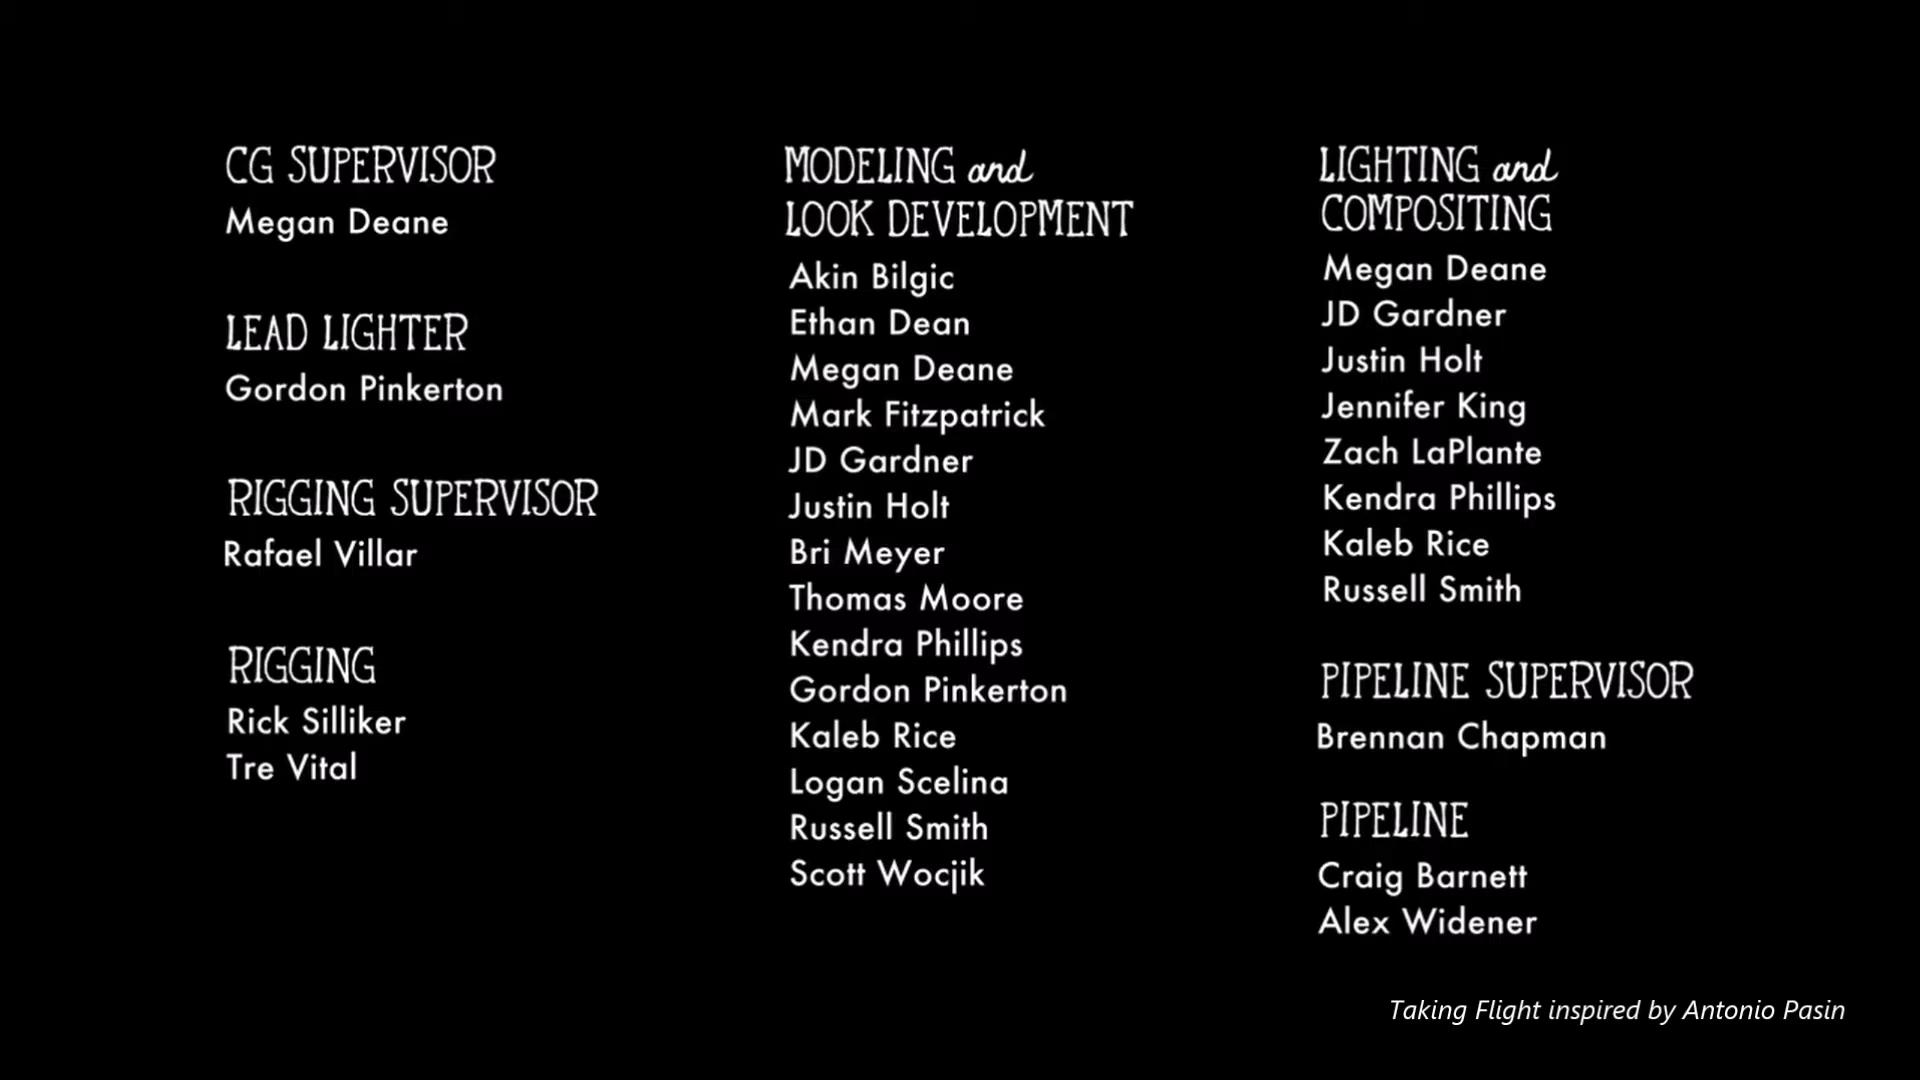 CG SUPERVISOR
Megan Deane
LEAD LIGHTER
Gordon Pinkerton
RIGGING SUPERVISOR
Rafael Villar
RIGGING
Rick Silliker
Tre Vital
MODELING and
LOOK DEVELOPMENT
Akin Bilgic
Ethan Dean
Megan Deane
Mark Fitzpatrick
JD Gardner
Justin Holt
Bri Meyer
Thomas Moore
Kendra Phillips
Gordon Pinkerton
Kaleb Rice
Logan Scelina
Russell Smith
Scott Wocjik
LIGHTING and
COMPOSITING
Megan Deane
JD Gardner
Justin Holt
Jennifer King
Zach LaPlante
Kendra Phillips
Kaleb Rice
Russell Smith
PIPELINE SUPERVISOR
Brennan Chapman
PIPELINE
Craig Barnett
Alex Widener
Taking Flight inspired by Antonio Pasin